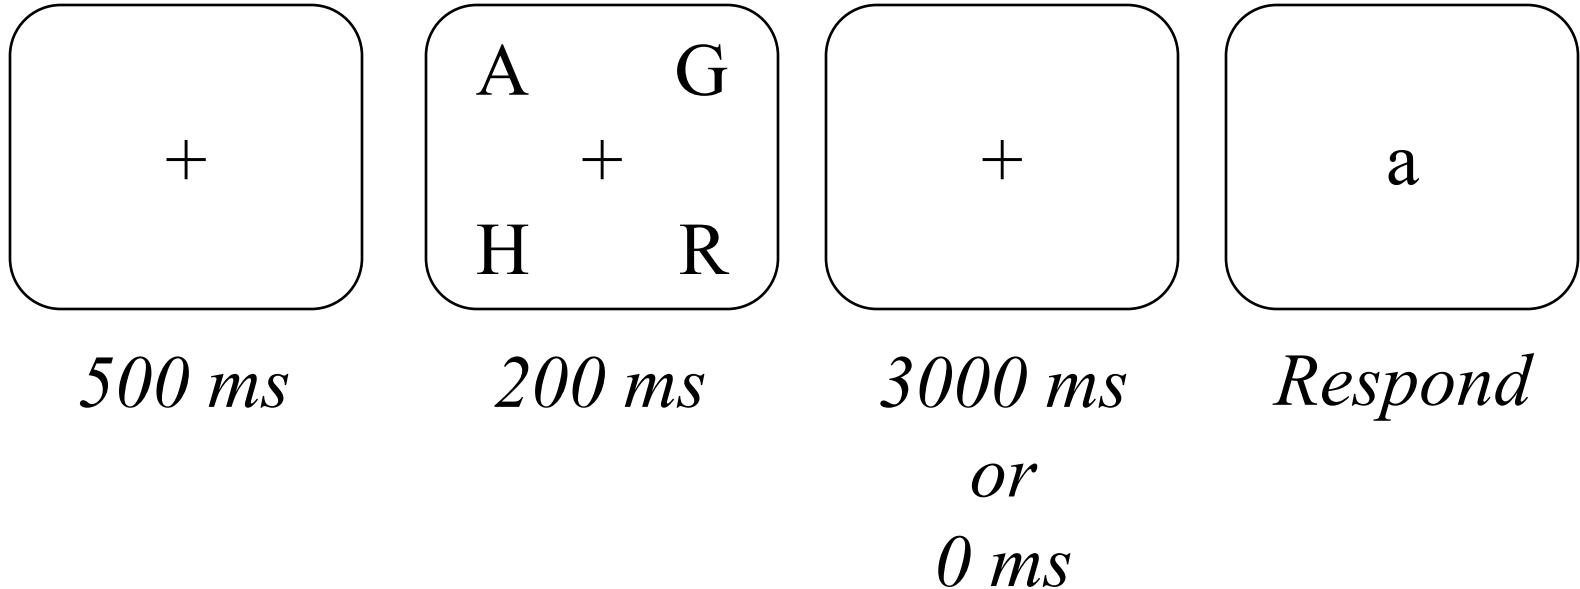 A G
+ + +
a
H R
500 ms 200 ms 3000 ms Respond
or
0 ms